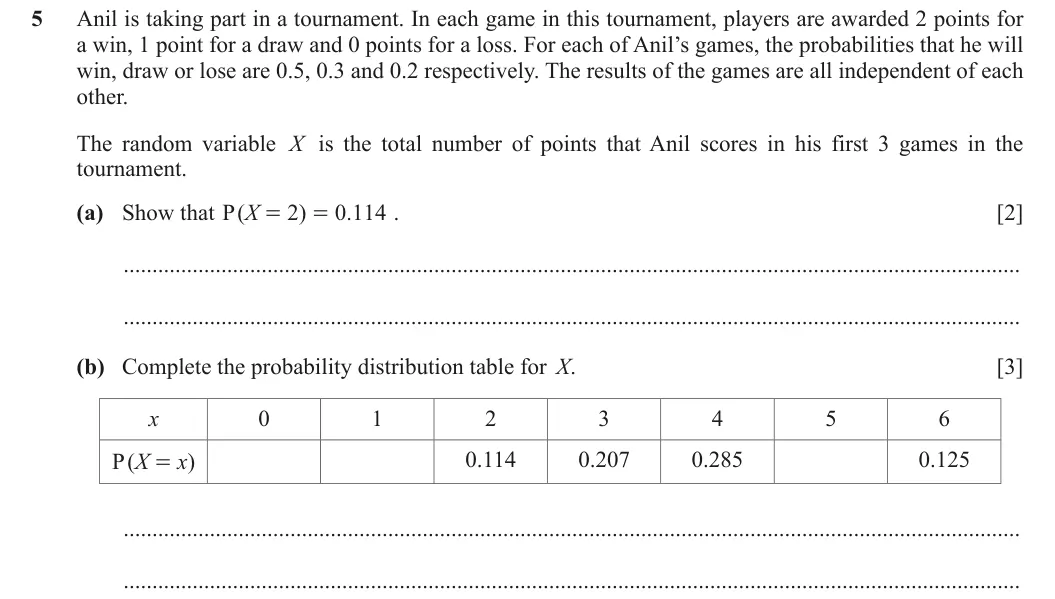 5 Anil is taking part in a tournament. In each game in this tournament, players are awarded 2 points for
a win, 1 point for a draw and 0 points for a loss. For each of Anil’s games, the probabilities that he will
win, draw or lose are 0.5, 0.3 and 0.2 respectively. The results of the games are all independent of each
other.
The random variable X is the total number of points that Anil scores in his first 3 games in the
tournament.
(a) Show that P(X = 2) = 0.114 . [2]
(b) Complete the probability distribution table for X. [3]
x 0 1 2 3 4 5 6
P(X = x) 0.114 0.207 0.285 0.125